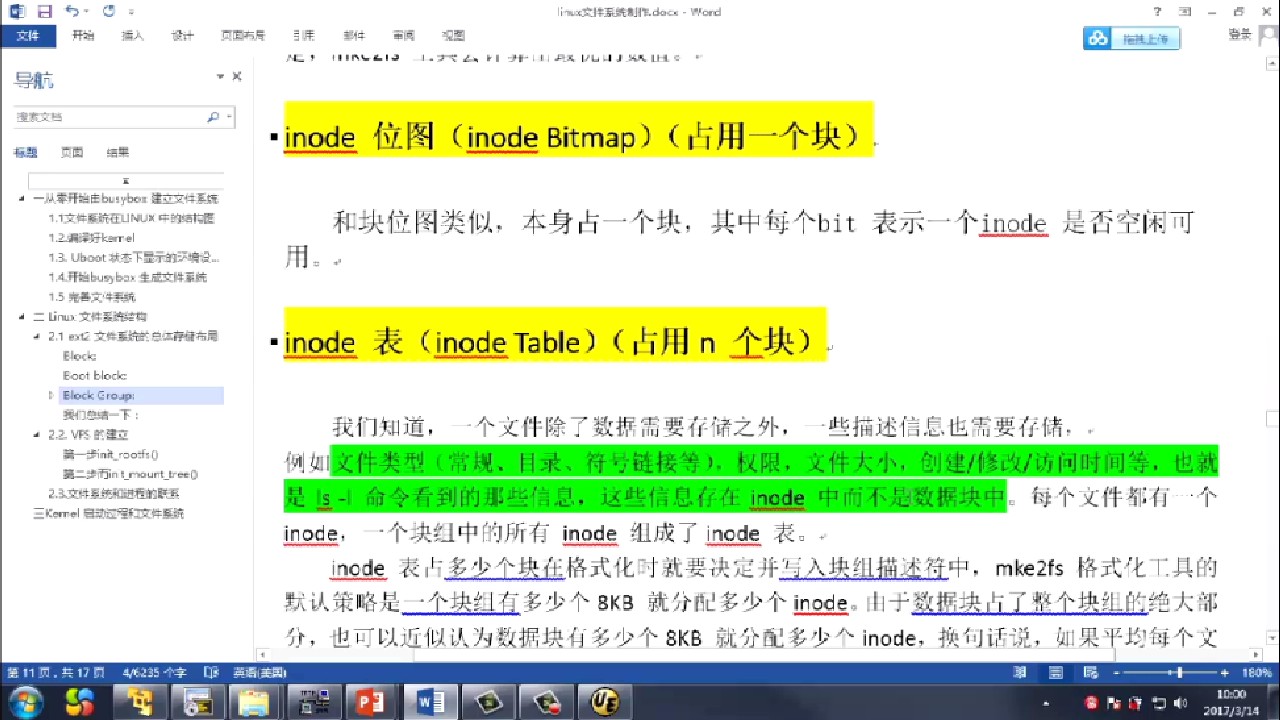 linux文件系统制作.docx - Word
文件 开始 插入 设计 页面布局 引用 邮件 审阅 视图
拖拽上传
登录
导航
搜索文档
标题 页面 结果
一从零开始由busybox 建立文件系统
1.1文件系统在LINUX 中的结构图
1.2.编译好kernel
1.3. Uboot 状态下显示的环境设...
1.4.开始busybox 生成文件系统
1.5 完善文件系统
二 Linux 文件系统结构
2.1 ext2 文件系统的总体存储布局
Block:
Boot block:
Block Group:
我们总结一下：
2.2. VFS 的建立
第一步init_rootfs()
第二步而init_mount_tree()
2.3.文件系统和进程的联系
三Kernel 启动过程和文件系统
是，mke2fs 工具会计算出最优的数值。
inode 位图（inode Bitmap）（占用一个块）
和块位图类似，本身占一个块，其中每个bit 表示一个inode 是否空闲可
用。
inode 表（inode Table）（占用 n 个块）
我们知道，一个文件除了数据需要存储之外，一些描述信息也需要存储，
例如文件类型（常规、目录、符号链接等），权限，文件大小，创建/修改/访问时间等，也就
是 ls –l 命令看到的那些信息，这些信息存在 inode 中而不是数据块中。每个文件都有一个
inode，一个块组中的所有 inode 组成了 inode 表。
inode 表占多少个块在格式化时就要决定并写入块组描述符中，mke2fs 格式化工具的
默认策略是一个块组有多少个 8KB 就分配多少个 inode。由于数据块占了整个块组的绝大部
分，也可以近似认为数据块有多少个 8KB 就分配多少个 inode，换句话说，如果平均每个文
第 11 页，共 17 页 4/6235 个字 英语(美国)
180%
10:00
2017/3/14